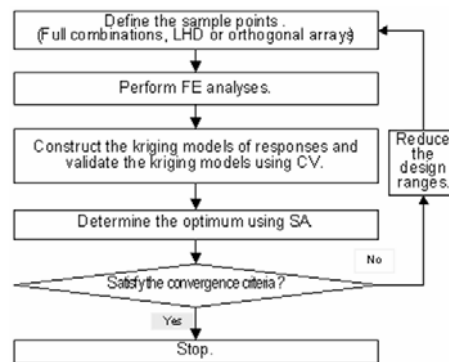 Define the sample points .
(Full combinations, LHD or orthogonal arrays)
Perform FE analyses.
Construct the kriging models of responses and
validate the kriging models using CV.
Reduce
the
design
ranges.
Determine the optimum using SA.
No
Satisfy the convergence criteria ?
Yes
Stop.